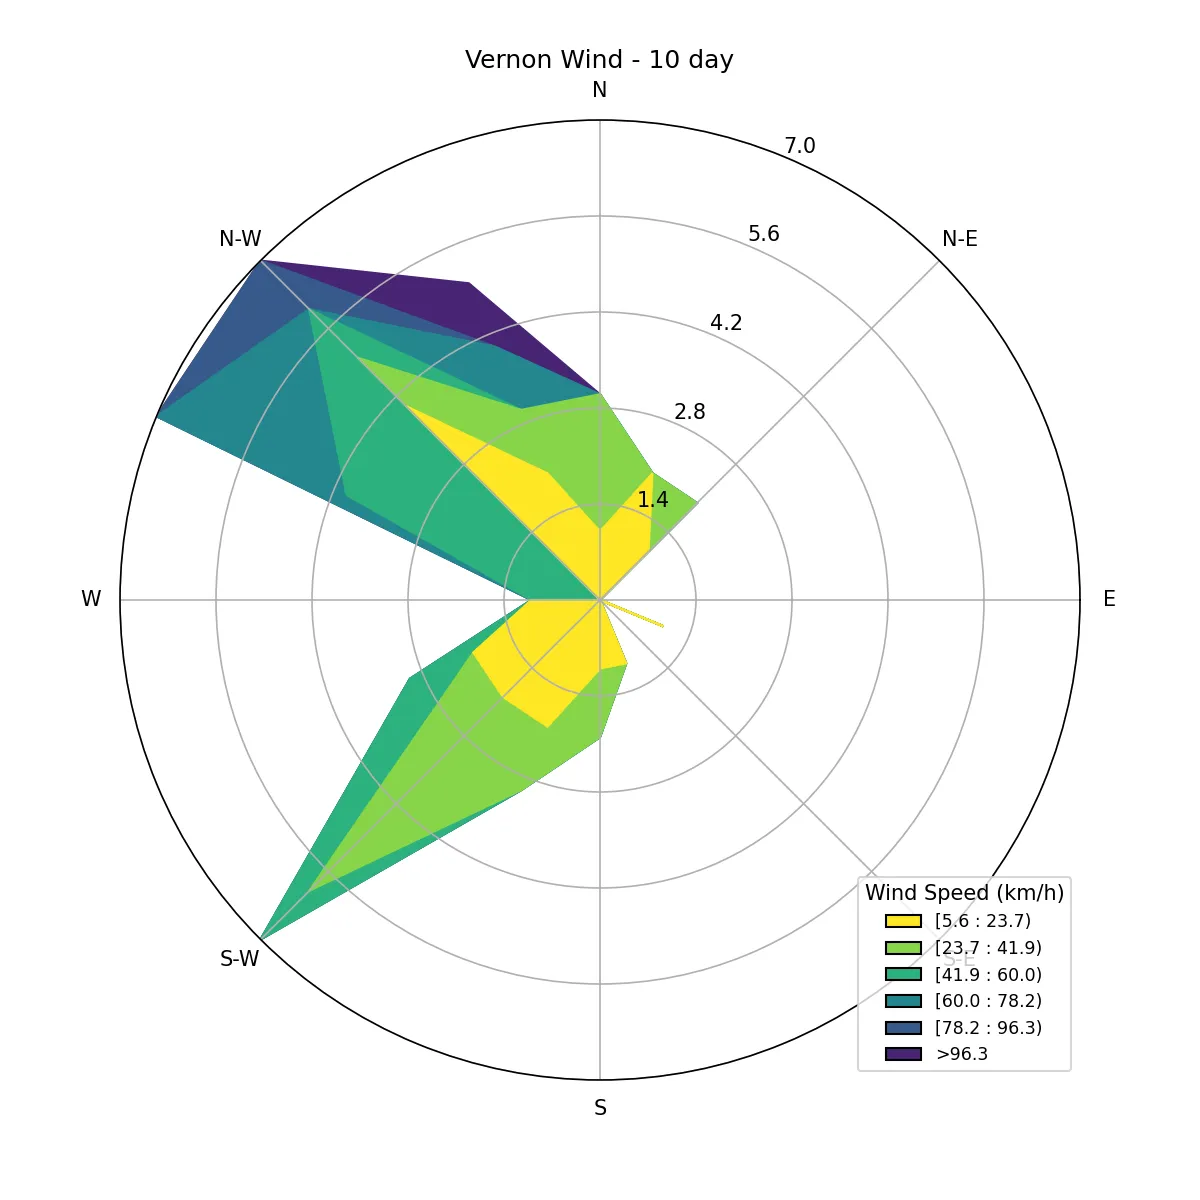 Vernon Wind - 10 day
N
7.0
5.6
N-W
N-E
4.2
2.8
1.4
W
E
Wind Speed (km/h)
[5.6 : 23.7)
[23.7 : 41.9)
S-W
S-E
[41.9 : 60.0)
[60.0 : 78.2)
[78.2 : 96.3)
>96.3
S